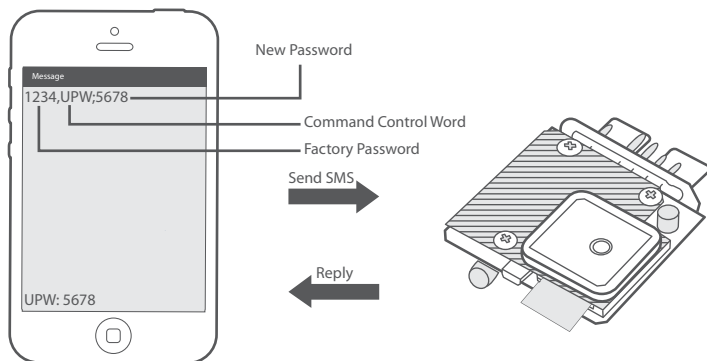 New Password
Message
1234,UPW;5678
Command Control Word
Factory Password
Send SMS
Reply
UPW: 5678